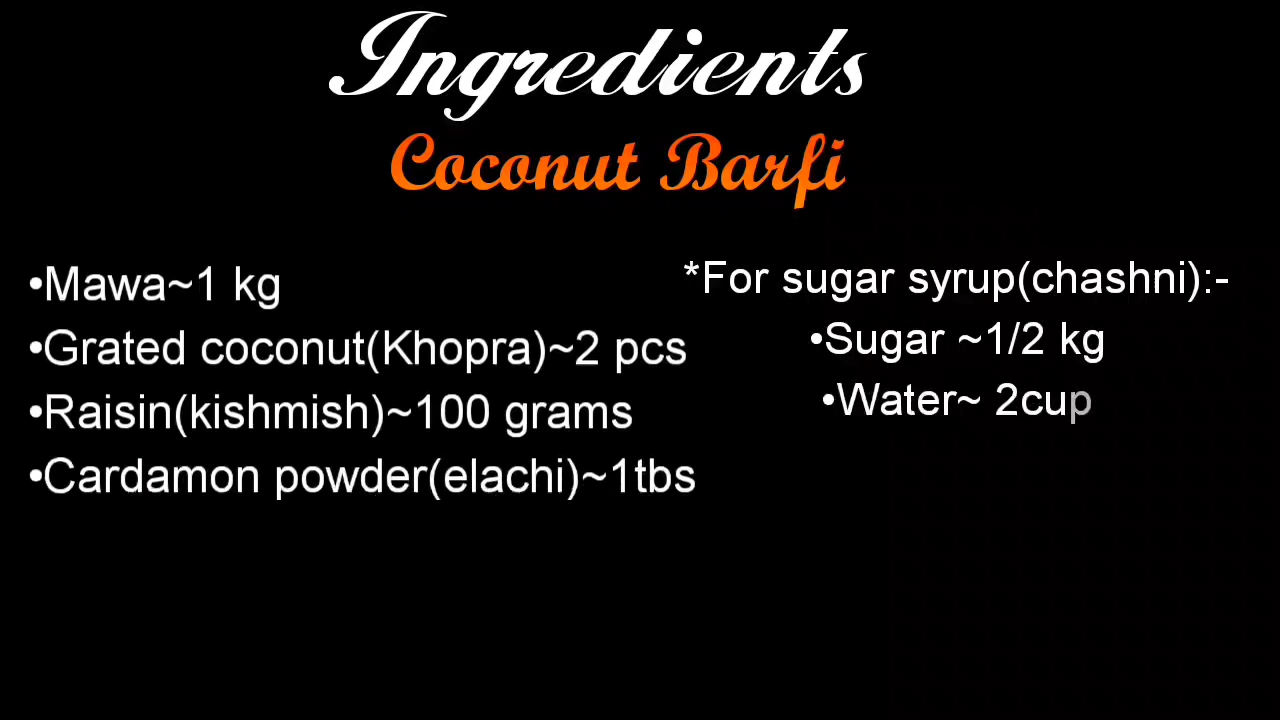 Ingredients
Coconut Barfi
•Mawa~1 kg
•Grated coconut(Khopra)~2 pcs
•Raisin(kishmish)~100 grams
•Cardamon powder(elachi)~1tbs
*For sugar syrup(chashni):-
•Sugar ~1/2 kg
•Water~ 2cup